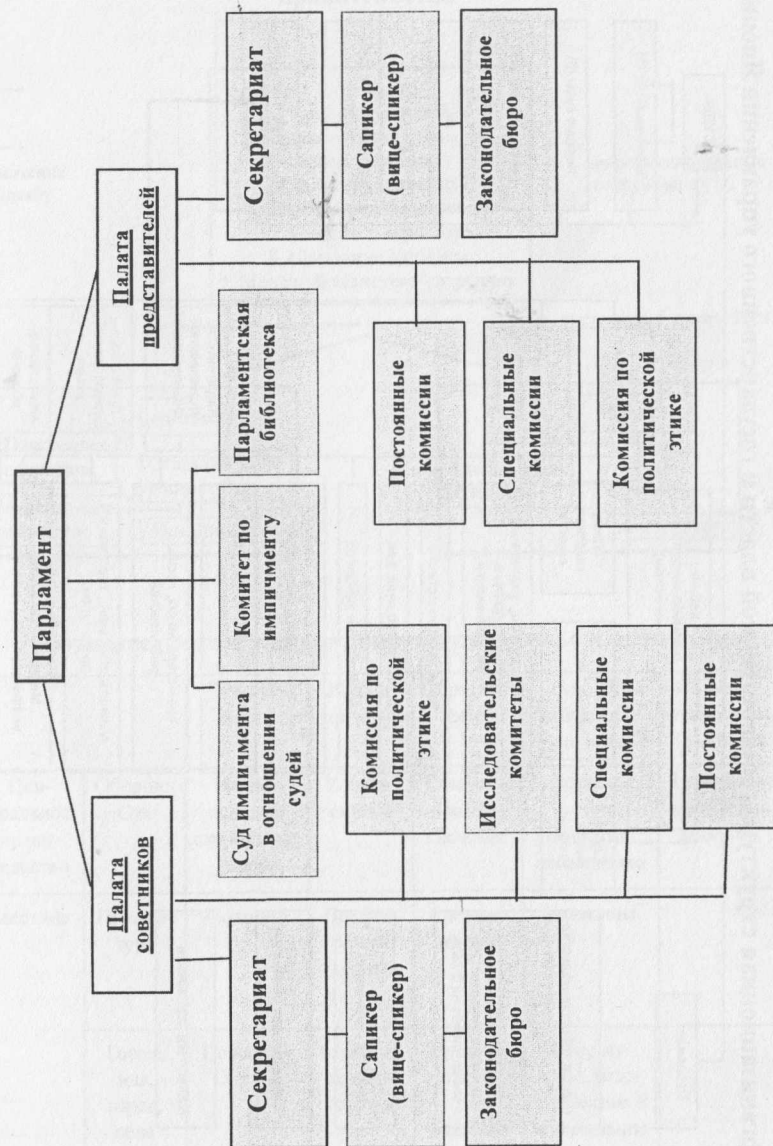 Парламент
Палата
советников
Палата
представителей
Суд импичмента
в отношении
судей
Комитет по
импичменту
Парламентская
библиотека
Секретариат
Сапикер
(вице-спикер)
Законодательное
бюро
Комиссия по
политической
этике
Исследовательские
комитеты
Специальные
комиссии
Постоянные
комиссии
Постоянные
комиссии
Специальные
комиссии
Комиссия по
политической
этике
Секретариат
Сапикер
(вице-спикер)
Законодательное
бюро